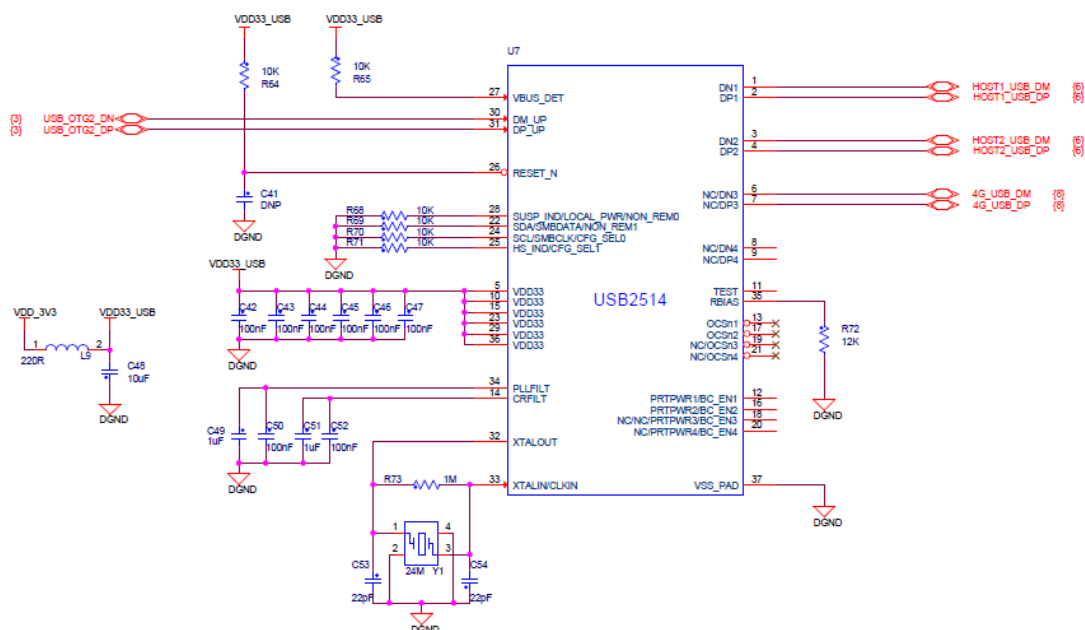 VDD33_USB
VDD33_USB
U7
10K
R64
10K
R65
27
VBUS_DET
{3}
USB_OTG2_DN
30
DM_UP
{3}
USB_OTG2_DP
31
DP_UP
26
RESET_N
C41
DNP
DGND
R68
10K
28
SUSP_IND/LOCAL_PWR/NON_REM0
R69
10K
22
SDA/SMBDATA/NON_REM1
R70
10K
24
SCL/SMBCLK/CFG_SEL0
R71
10K
25
HS_IND/CFG_SEL1
DGND
VDD33_USB
5
VDD33
10
VDD33
15
VDD33
23
VDD33
29
VDD33
36
VDD33
C42
100nF
C43
100nF
C44
100nF
C45
100nF
C46
100nF
C47
100nF
DGND
VDD_3V3
VDD33_USB
1
2
220R
L9
C48
10uF
DGND
34
PLLFILT
14
CRFILT
C49
1uF
C50
100nF
C51
1uF
C52
100nF
DGND
32
XTALOUT
R73
1M
33
XTALIN/CLKIN
1
4
2
3
24M
Y1
C53
22pF
C54
22pF
DGND
USB2514
DN1
1
HOST1_USB_DM
{6}
DP1
2
HOST1_USB_DP
{6}
DN2
3
HOST2_USB_DM
{6}
DP2
4
HOST2_USB_DP
{6}
NC/DN3
6
4G_USB_DM
{8}
NC/DP3
7
4G_USB_DP
{8}
NC/DN4
8
NC/DP4
9
TEST
11
RBIAS
35
OCSn1
13
OCSn2
17
NC/OCSn3
19
NC/OCSn4
21
R72
12K
DGND
PRTPWR1/BC_EN1
12
PRTPWR2/BC_EN2
16
NC/NC/PRTPWR3/BC_EN3
18
NC/PRTPWR4/BC_EN4
20
VSS_PAD
37
DGND